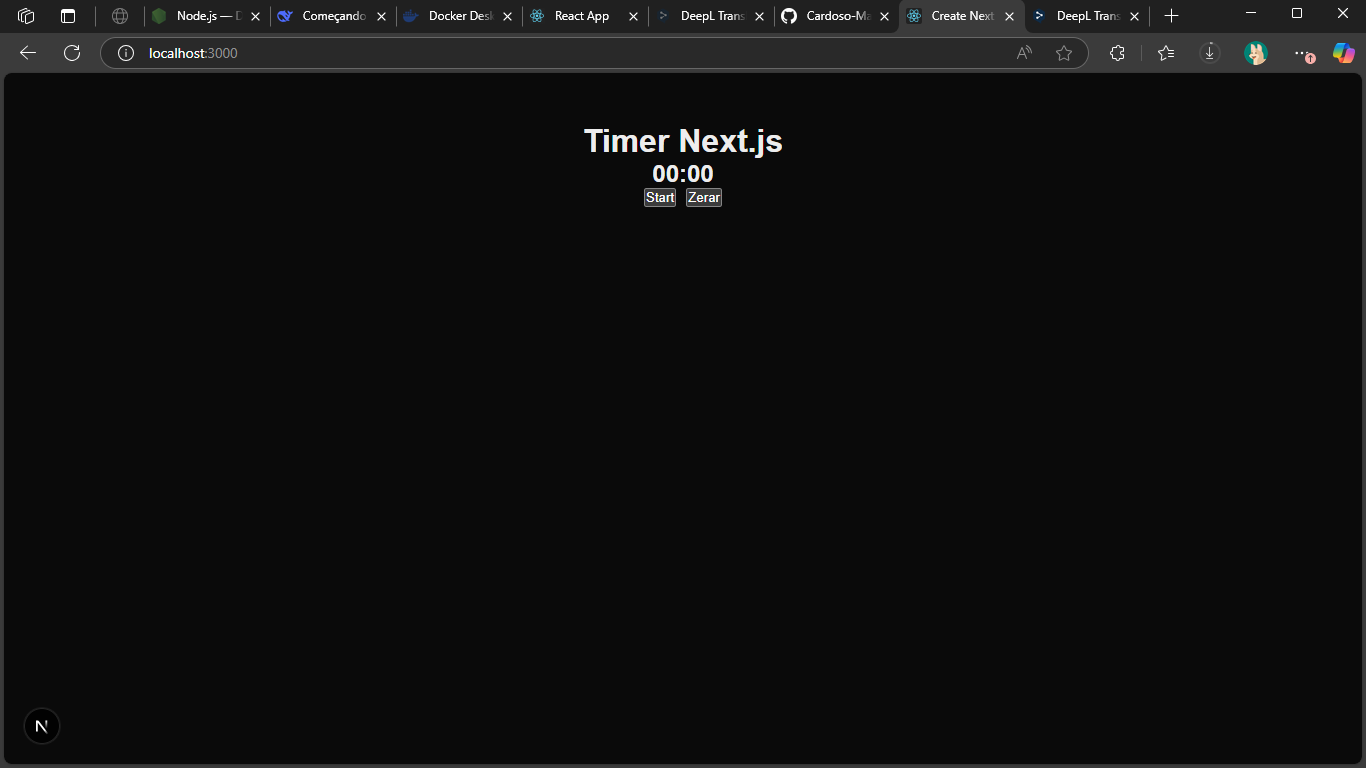 Node.js — D
Começando
Docker Desk
React App
DeepL Trans
Cardoso-Ma
Create Next
DeepL Trans
localhost:3000
Timer Next.js
00:00
Start Zerar
N